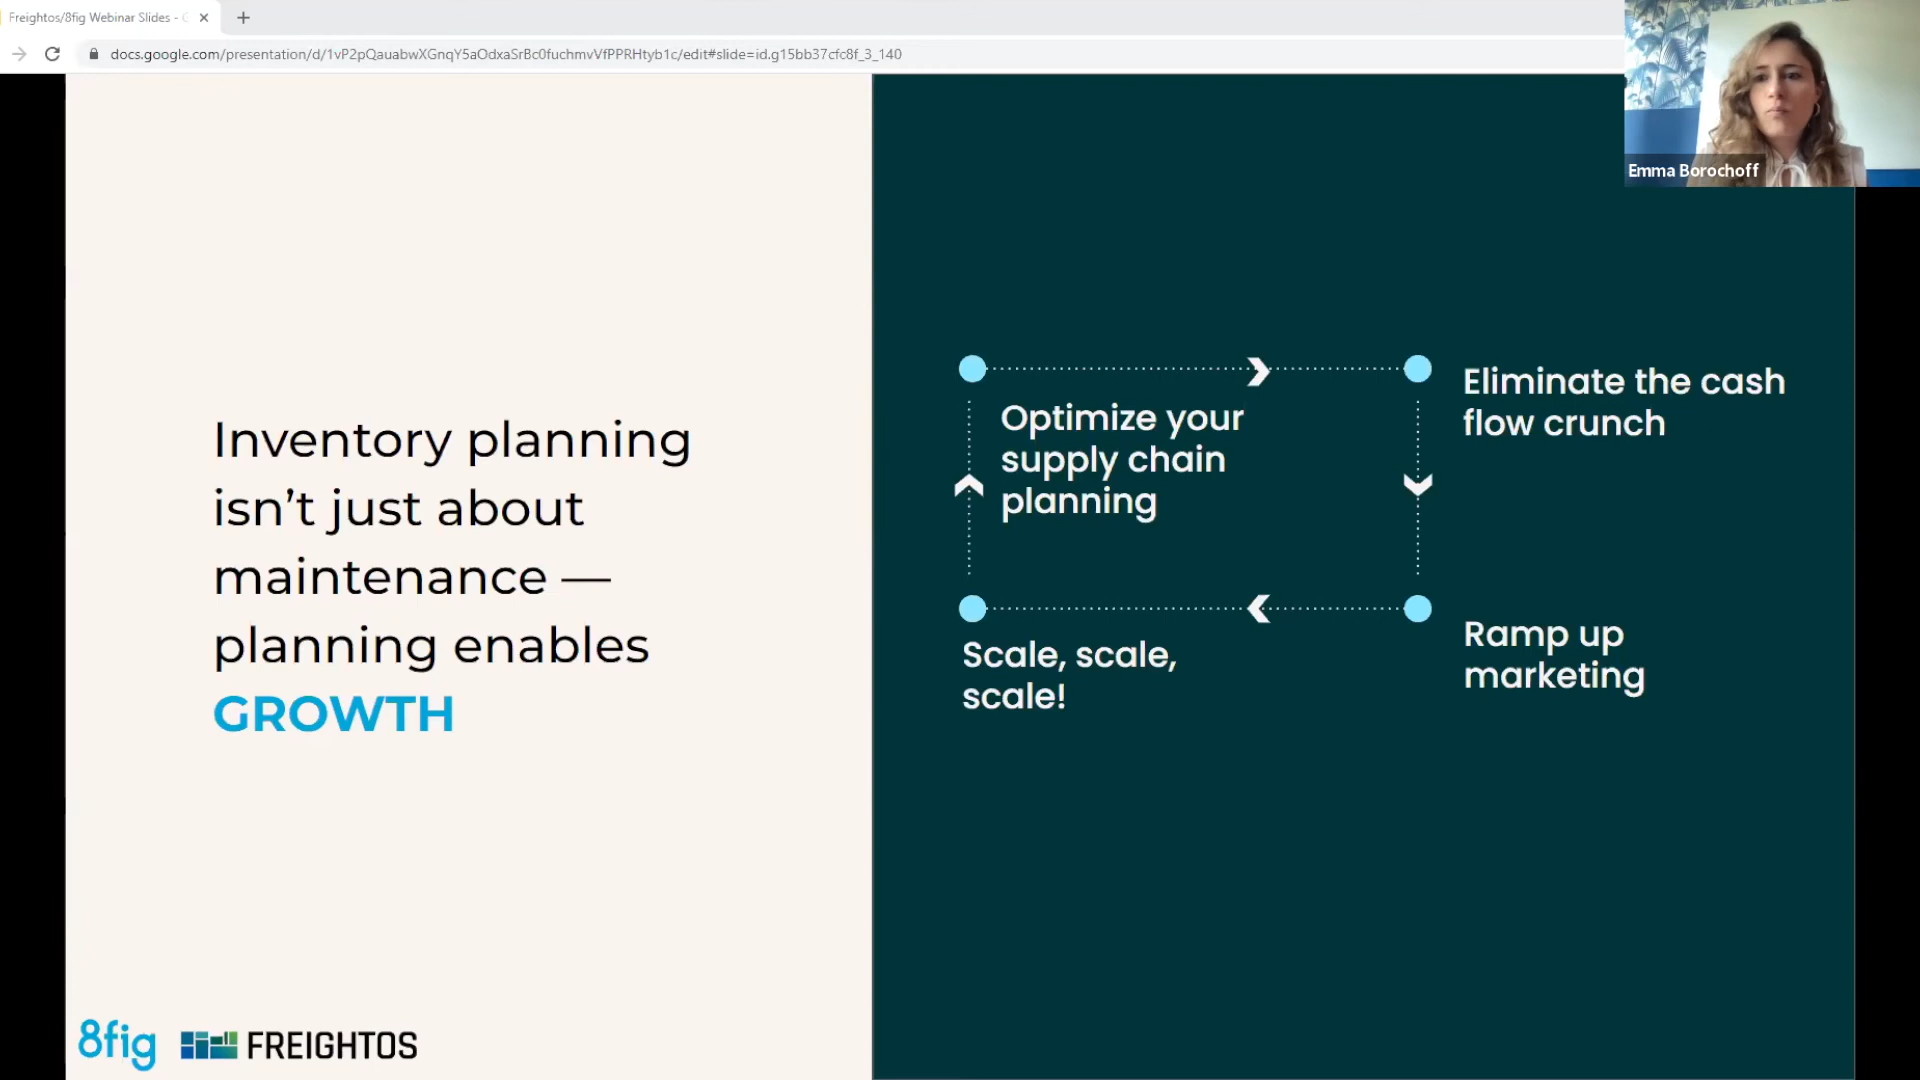 Freightos/8fig Webinar Slides -
docs.google.com/presentation/d/1vP2pQauabwXGnqY5aOdxaSrBc0fuchmvVfPPRHtyb1c/edit#slide=id.g15bb37cfc8f_3_140
Emma Borochoff
Inventory planning
isn’t just about
maintenance —
planning enables
GROWTH
Optimize your
supply chain
planning
Eliminate the cash
flow crunch
Ramp up
marketing
Scale, scale,
scale!
8fig
FREIGHTOS